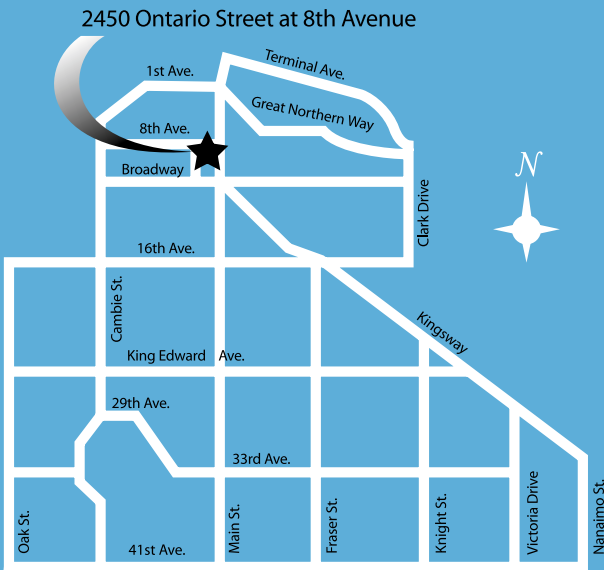 2450 Ontario Street at 8th Avenue
Terminal Ave.
1st Ave.
Great Northern Way
8th Ave.
Broadway
N
Clark Drive
16th Ave.
Cambie St.
Kingsway
King Edward Ave.
29th Ave.
33rd Ave.
Oak St.
Main St.
Fraser St.
Knight St.
Victoria Drive
Nanaimo St.
41st Ave.